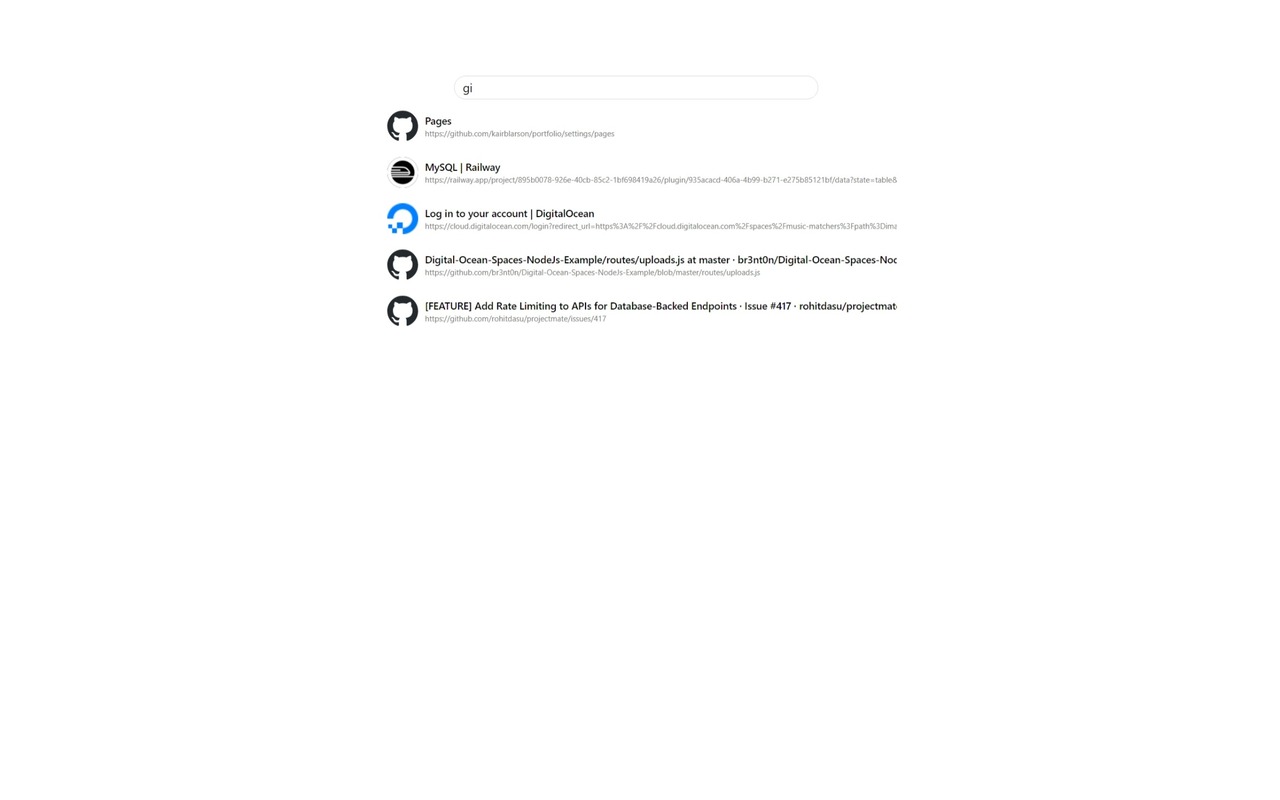 gi
Pages
https://github.com/kairblarson/portfolio/settings/pages
MySQL | Railway
https://railway.app/project/895b0078-926e-40cb-85c2-1bf698419a26/plugin/935acacd-406a-4b99-b271-e275b85121bf/data?state=table&
Log in to your account | DigitalOcean
https://cloud.digitalocean.com/login?redirect_url=https%3A%2F%2Fcloud.digitalocean.com%2Fspaces%2Fmusic-matchers%3Fpath%3Dima
Digital-Ocean-Spaces-NodeJs-Example/routes/uploads.js at master · br3nt0n/Digital-Ocean-Spaces-Noc
https://github.com/br3nt0n/Digital-Ocean-Spaces-NodeJs-Example/blob/master/routes/uploads.js
[FEATURE] Add Rate Limiting to APIs for Database-Backed Endpoints · Issue #417 · rohitdasu/projectmate
https://github.com/rohitdasu/projectmate/issues/417